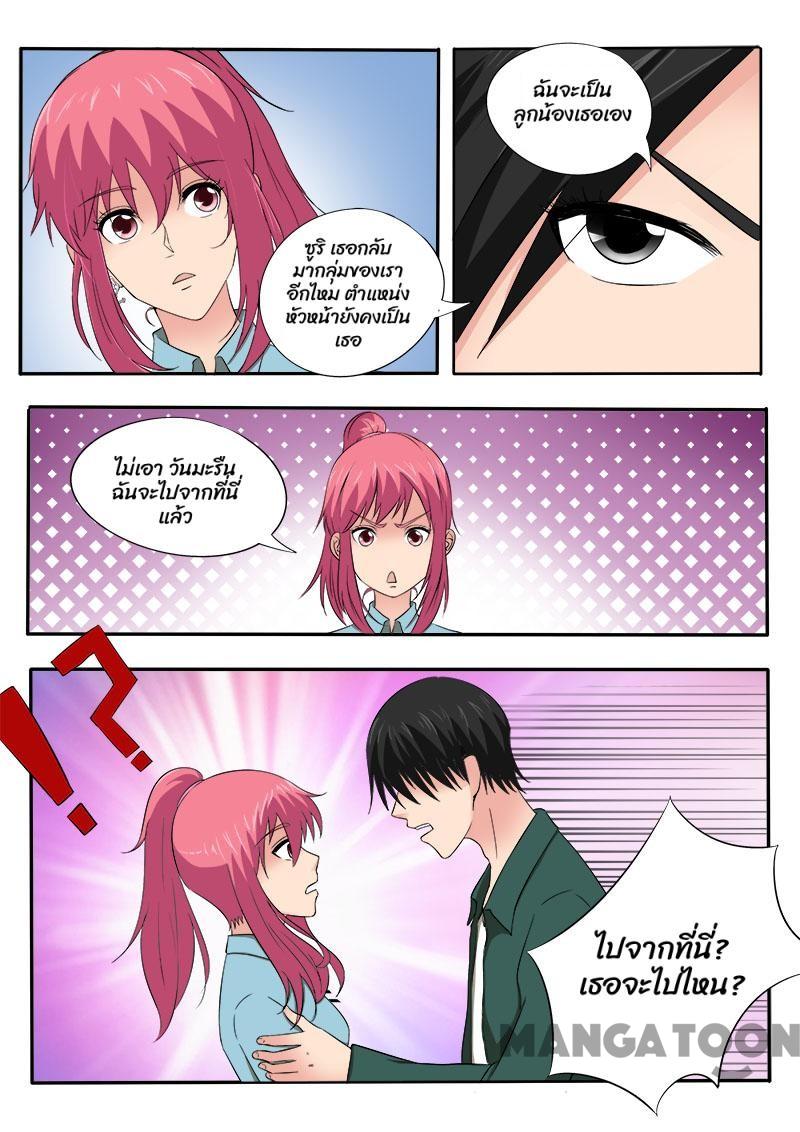 ซูริ เธอกลับ
มากลุ่มของเรา
อีกไหม ตำแหน่ง
หัวหน้ายังคงเป็น
เธอ
ฉันจะเป็น
ลูกน้องเธอเอง
ไม่เอา วันมะรืน
ฉันจะไปจากที่นี่
แล้ว
!?
ไปจากที่นี่?
เธอจะไปไหน?
MANGATOON